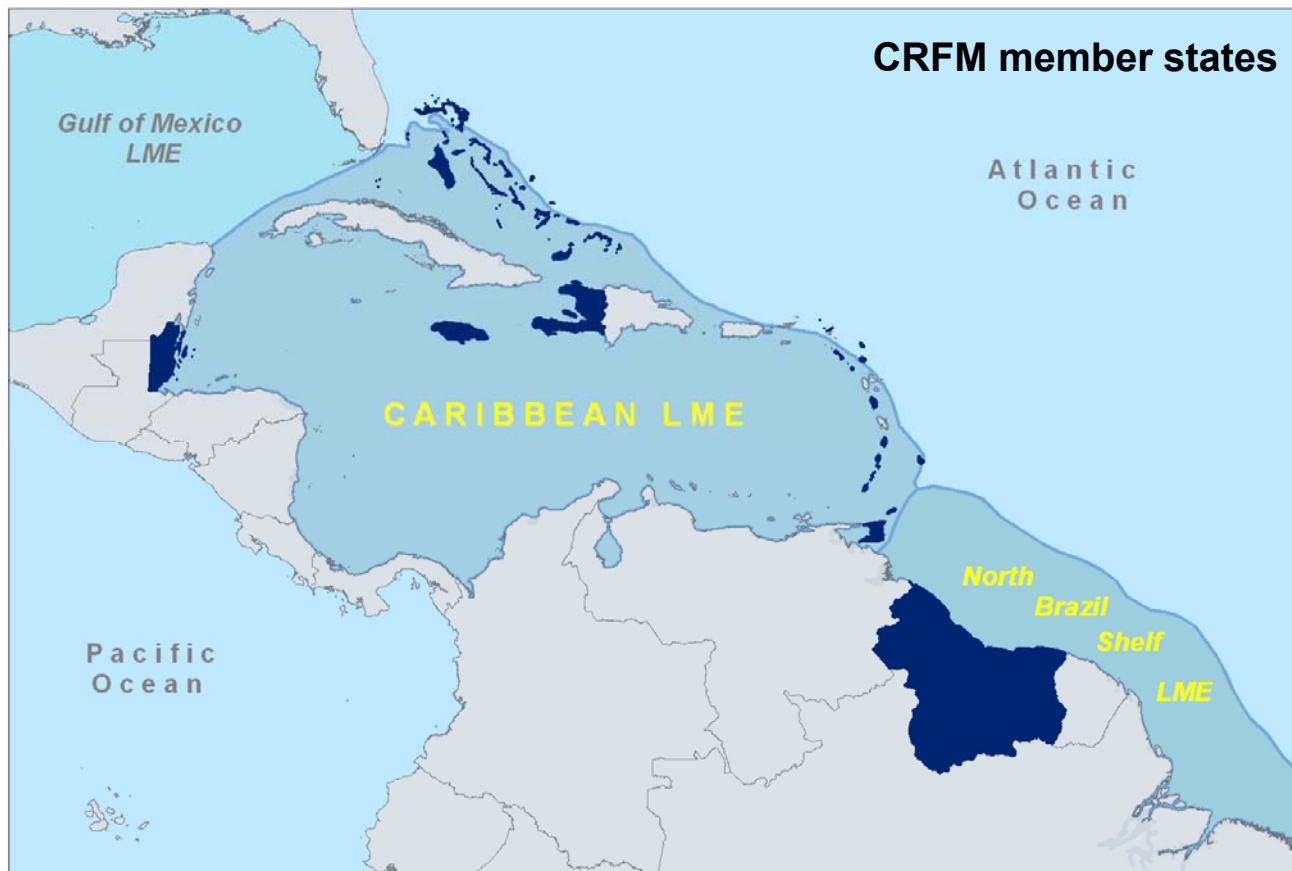 CRFM member states
Gulf of Mexico
LME
Atlantic
Ocean
CARIBBEAN LME
North
Brazil
Shelf
LME
Pacific
Ocean